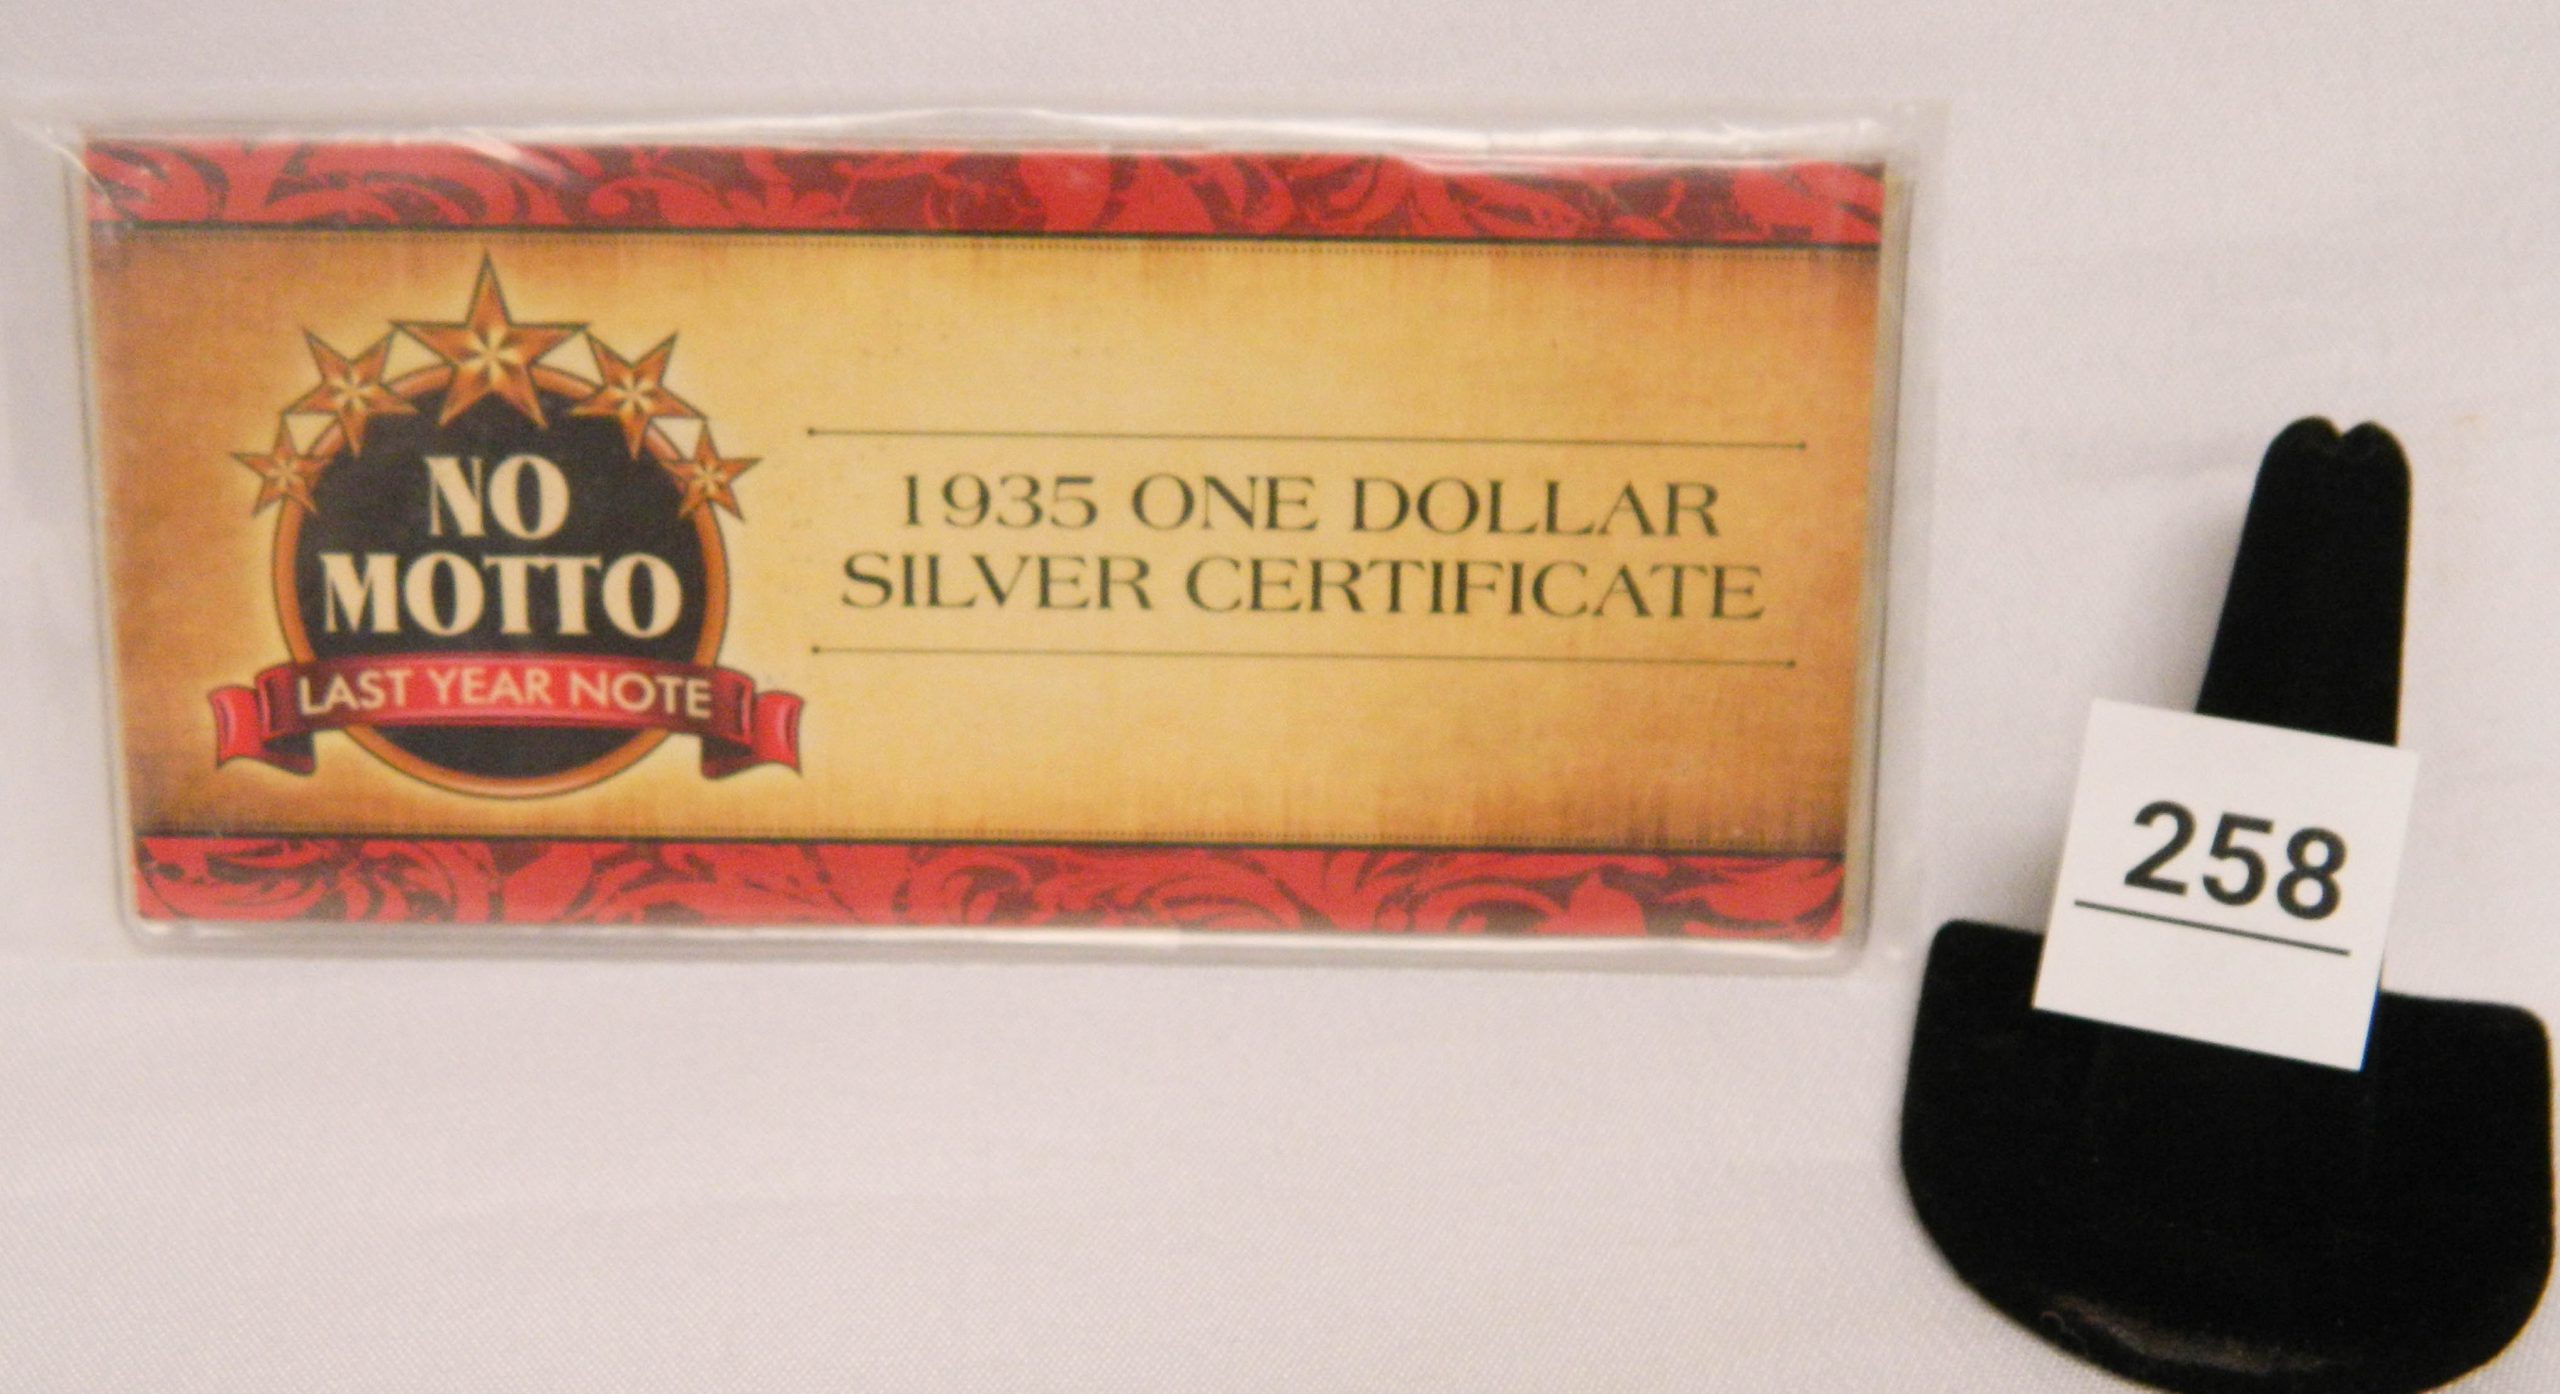 NO
MOTTO
LAST YEAR NOTE
1935 ONE DOLLAR
SILVER CERTIFICATE
258